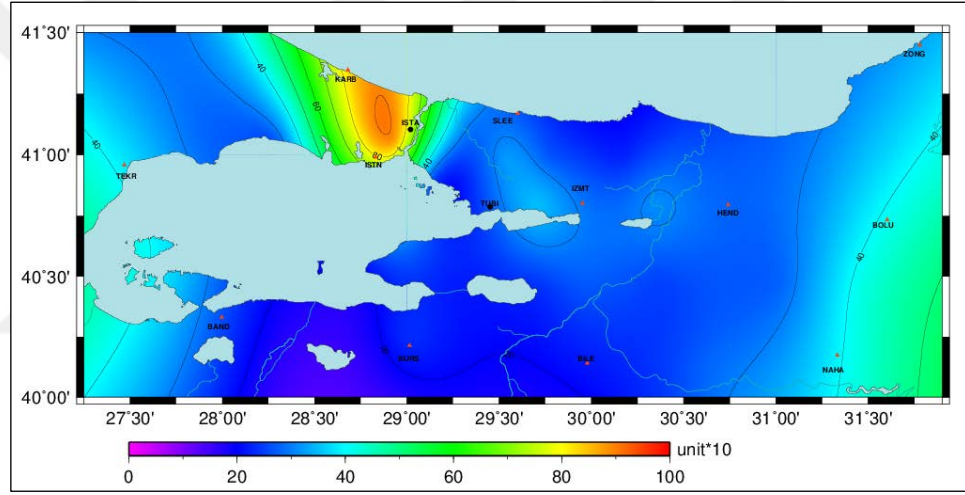 41˚30'
ZONG
40
KARB
60
ISTA
SLEE
41˚00'
40
80
40
40
ISTN
TEKR
IZMT
TUBI
HEND
BOLU
40
40˚30'
BAND
BURS
BILE
NAHA
40˚00'
27˚30' 28˚00' 28˚30' 29˚00' 29˚30' 30˚00' 30˚30' 31˚00' 31˚30'
unit*10
0 20 40 60 80 100